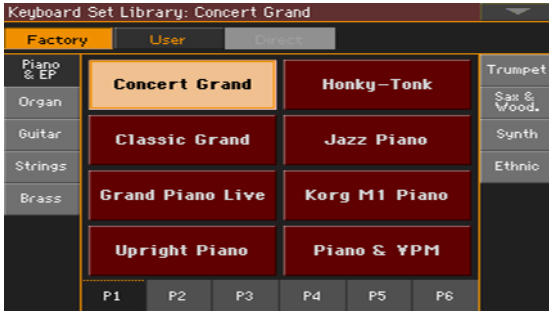 Keyboard Set Library: Concert Grand
Factory User Direct
Piano
& EP
Organ
Guitar
Strings
Brass
Concert Grand
Honky-Tonk
Classic Grand
Jazz Piano
Grand Piano Live
Korg M1 Piano
Upright Piano
Piano & ¥PM
Trumpet
Sax &
Wood.
Synth
Ethnic
P1 P2 P3 P4 P5 P6